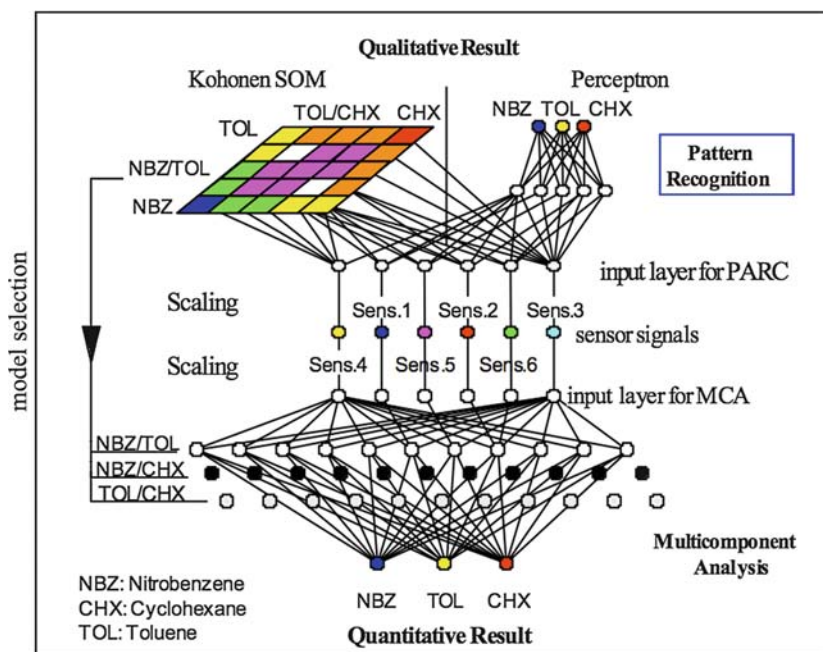 Qualitative Result
Kohonen SOM
Perceptron
TOL/CHX CHX
NBZ TOL CHX
TOL
Pattern
Recognition
NBZ/TOL
NBZ
model selection
input layer for PARC
Scaling
Sens.1 Sens.2 Sens.3
sensor signals
Scaling
Sens.4 Sens.5 Sens.6
input layer for MCA
NBZ/TOL
NBZ/CHX
TOL/CHX
Multicomponent
Analysis
NBZ: Nitrobenzene
CHX: Cyclohexane
TOL: Toluene
NBZ TOL CHX
Quantitative Result